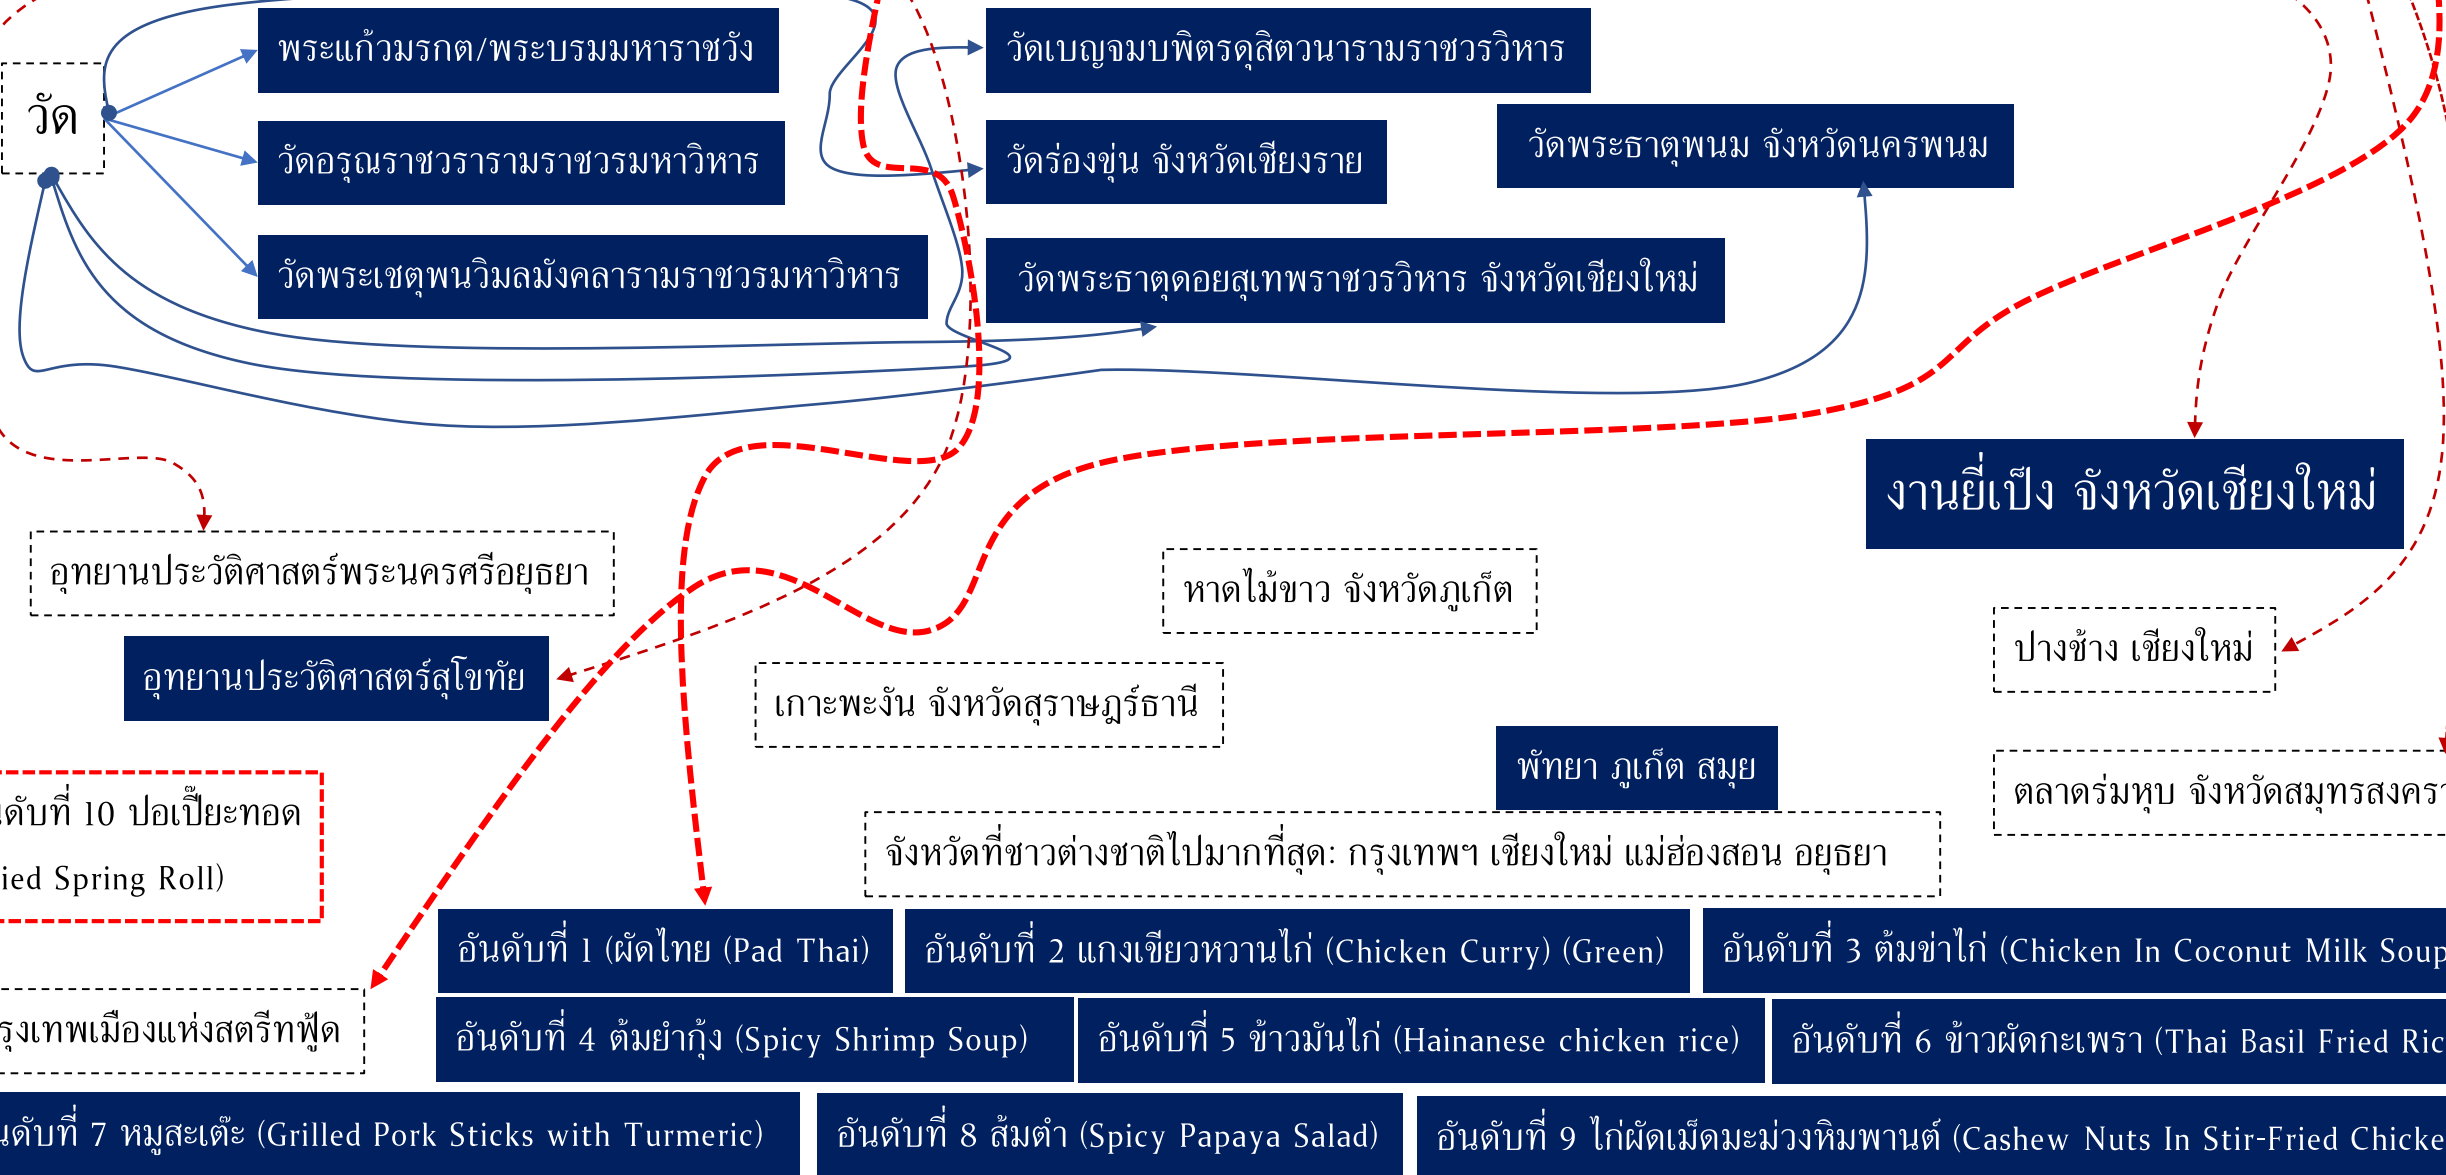 วัด
พระแก้วมรกต/พระบรมมหาราชวัง
วัดอรุณราชวรารามราชวรมหาวิหาร
วัดพระเชตุพนวิมลมังคลารามราชวรมหาวิหาร
วัดเบญจมบพิตรดุสิตวนารามราชวรวิหาร
วัดร่องขุ่น จังหวัดเชียงราย
วัดพระธาตุพนม จังหวัดนครพนม
วัดพระธาตุดอยสุเทพราชวรวิหาร จังหวัดเชียงใหม่
งานยี่เป็ง จังหวัดเชียงใหม่
อุทยานประวัติศาสตร์พระนครศรีอยุธยา
หาดไม้ขาว จังหวัดภูเก็ต
อุทยานประวัติศาสตร์สุโขทัย
เกาะพะงัน จังหวัดสุราษฎร์ธานี
ปางช้าง เชียงใหม่
พัทยา ภูเก็ต สมุย
ตลาดร่มหุบ จังหวัดสมุทรสงครา
จังหวัดที่ชาวต่างชาติไปมากที่สุด: กรุงเทพฯ เชียงใหม่ แม่ฮ่องสอน อยุธยา
นดับที่ 10 ปอเปี๊ยะทอด
ied Spring Roll)
รุงเทพเมืองแห่งสตรีทฟู้ด
อันดับที่ 1 (ผัดไทย (Pad Thai)
อันดับที่ 2 แกงเขียวหวานไก่ (Chicken Curry) (Green)
อันดับที่ 3 ต้มข่าไก่ (Chicken In Coconut Milk Soup
อันดับที่ 4 ต้มยำกุ้ง (Spicy Shrimp Soup)
อันดับที่ 5 ข้าวมันไก่ (Hainanese chicken rice)
อันดับที่ 6 ข้าวผัดกะเพรา (Thai Basil Fried Ric
นดับที่ 7 หมูสะเต๊ะ (Grilled Pork Sticks with Turmeric)
อันดับที่ 8 ส้มตำ (Spicy Papaya Salad)
อันดับที่ 9 ไก่ผัดเม็ดมะม่วงหิมพานต์ (Cashew Nuts In Stir-Fried Chicke